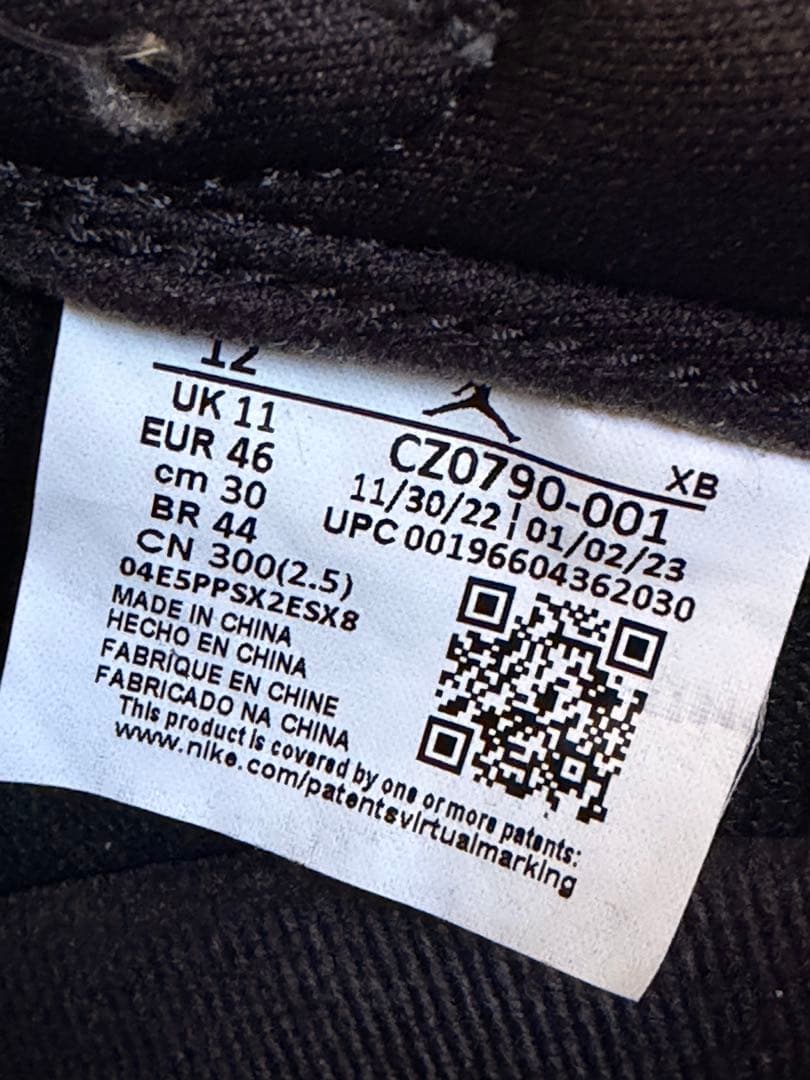 12
UK 11
EUR 46
cm 30
BR 44
CN 300(2.5)
04E5PPSX2ESX8
XB
CZ0790-001
11/30/22 | 01/02/23
UPC 00196604362030
MADE IN CHINA
HECHO EN CHINA
FABRIQUE EN CHINE
FABRICADO NA CHINA
This product is covered by one or more patents:
www.nike.com/patentsvirtualmarking